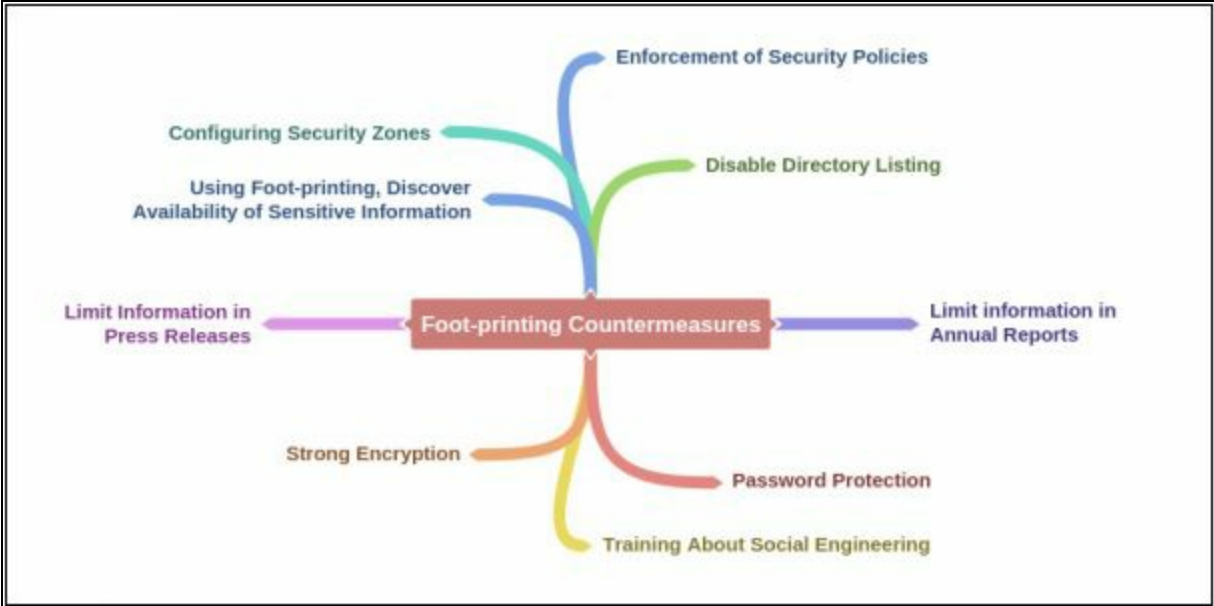 Enforcement of Security Policies
Configuring Security Zones
Disable Directory Listing
Using Foot-printing, Discover
Availability of Sensitive Information
Limit Information in
Press Releases
Foot-printing Countermeasures
Limit information in
Annual Reports
Strong Encryption
Password Protection
Training About Social Engineering